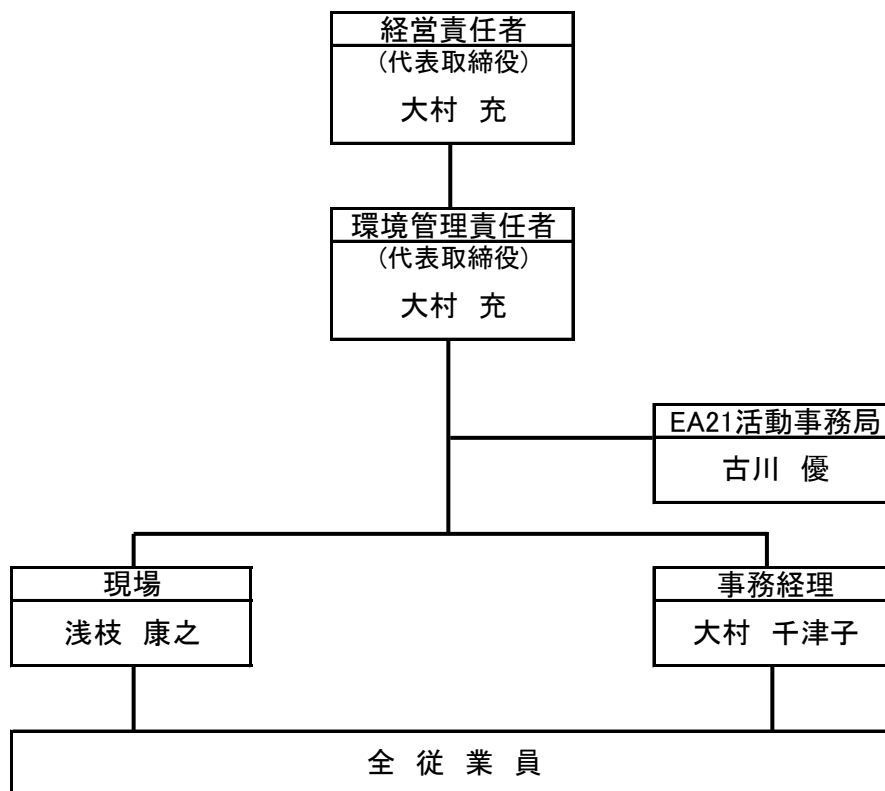 経営責任者
(代表取締役)
大村 充
環境管理責任者
(代表取締役)
大村 充
EA21活動事務局
古川 優
現場
浅枝 康之
事務経理
大村 千津子
全 従 業 員